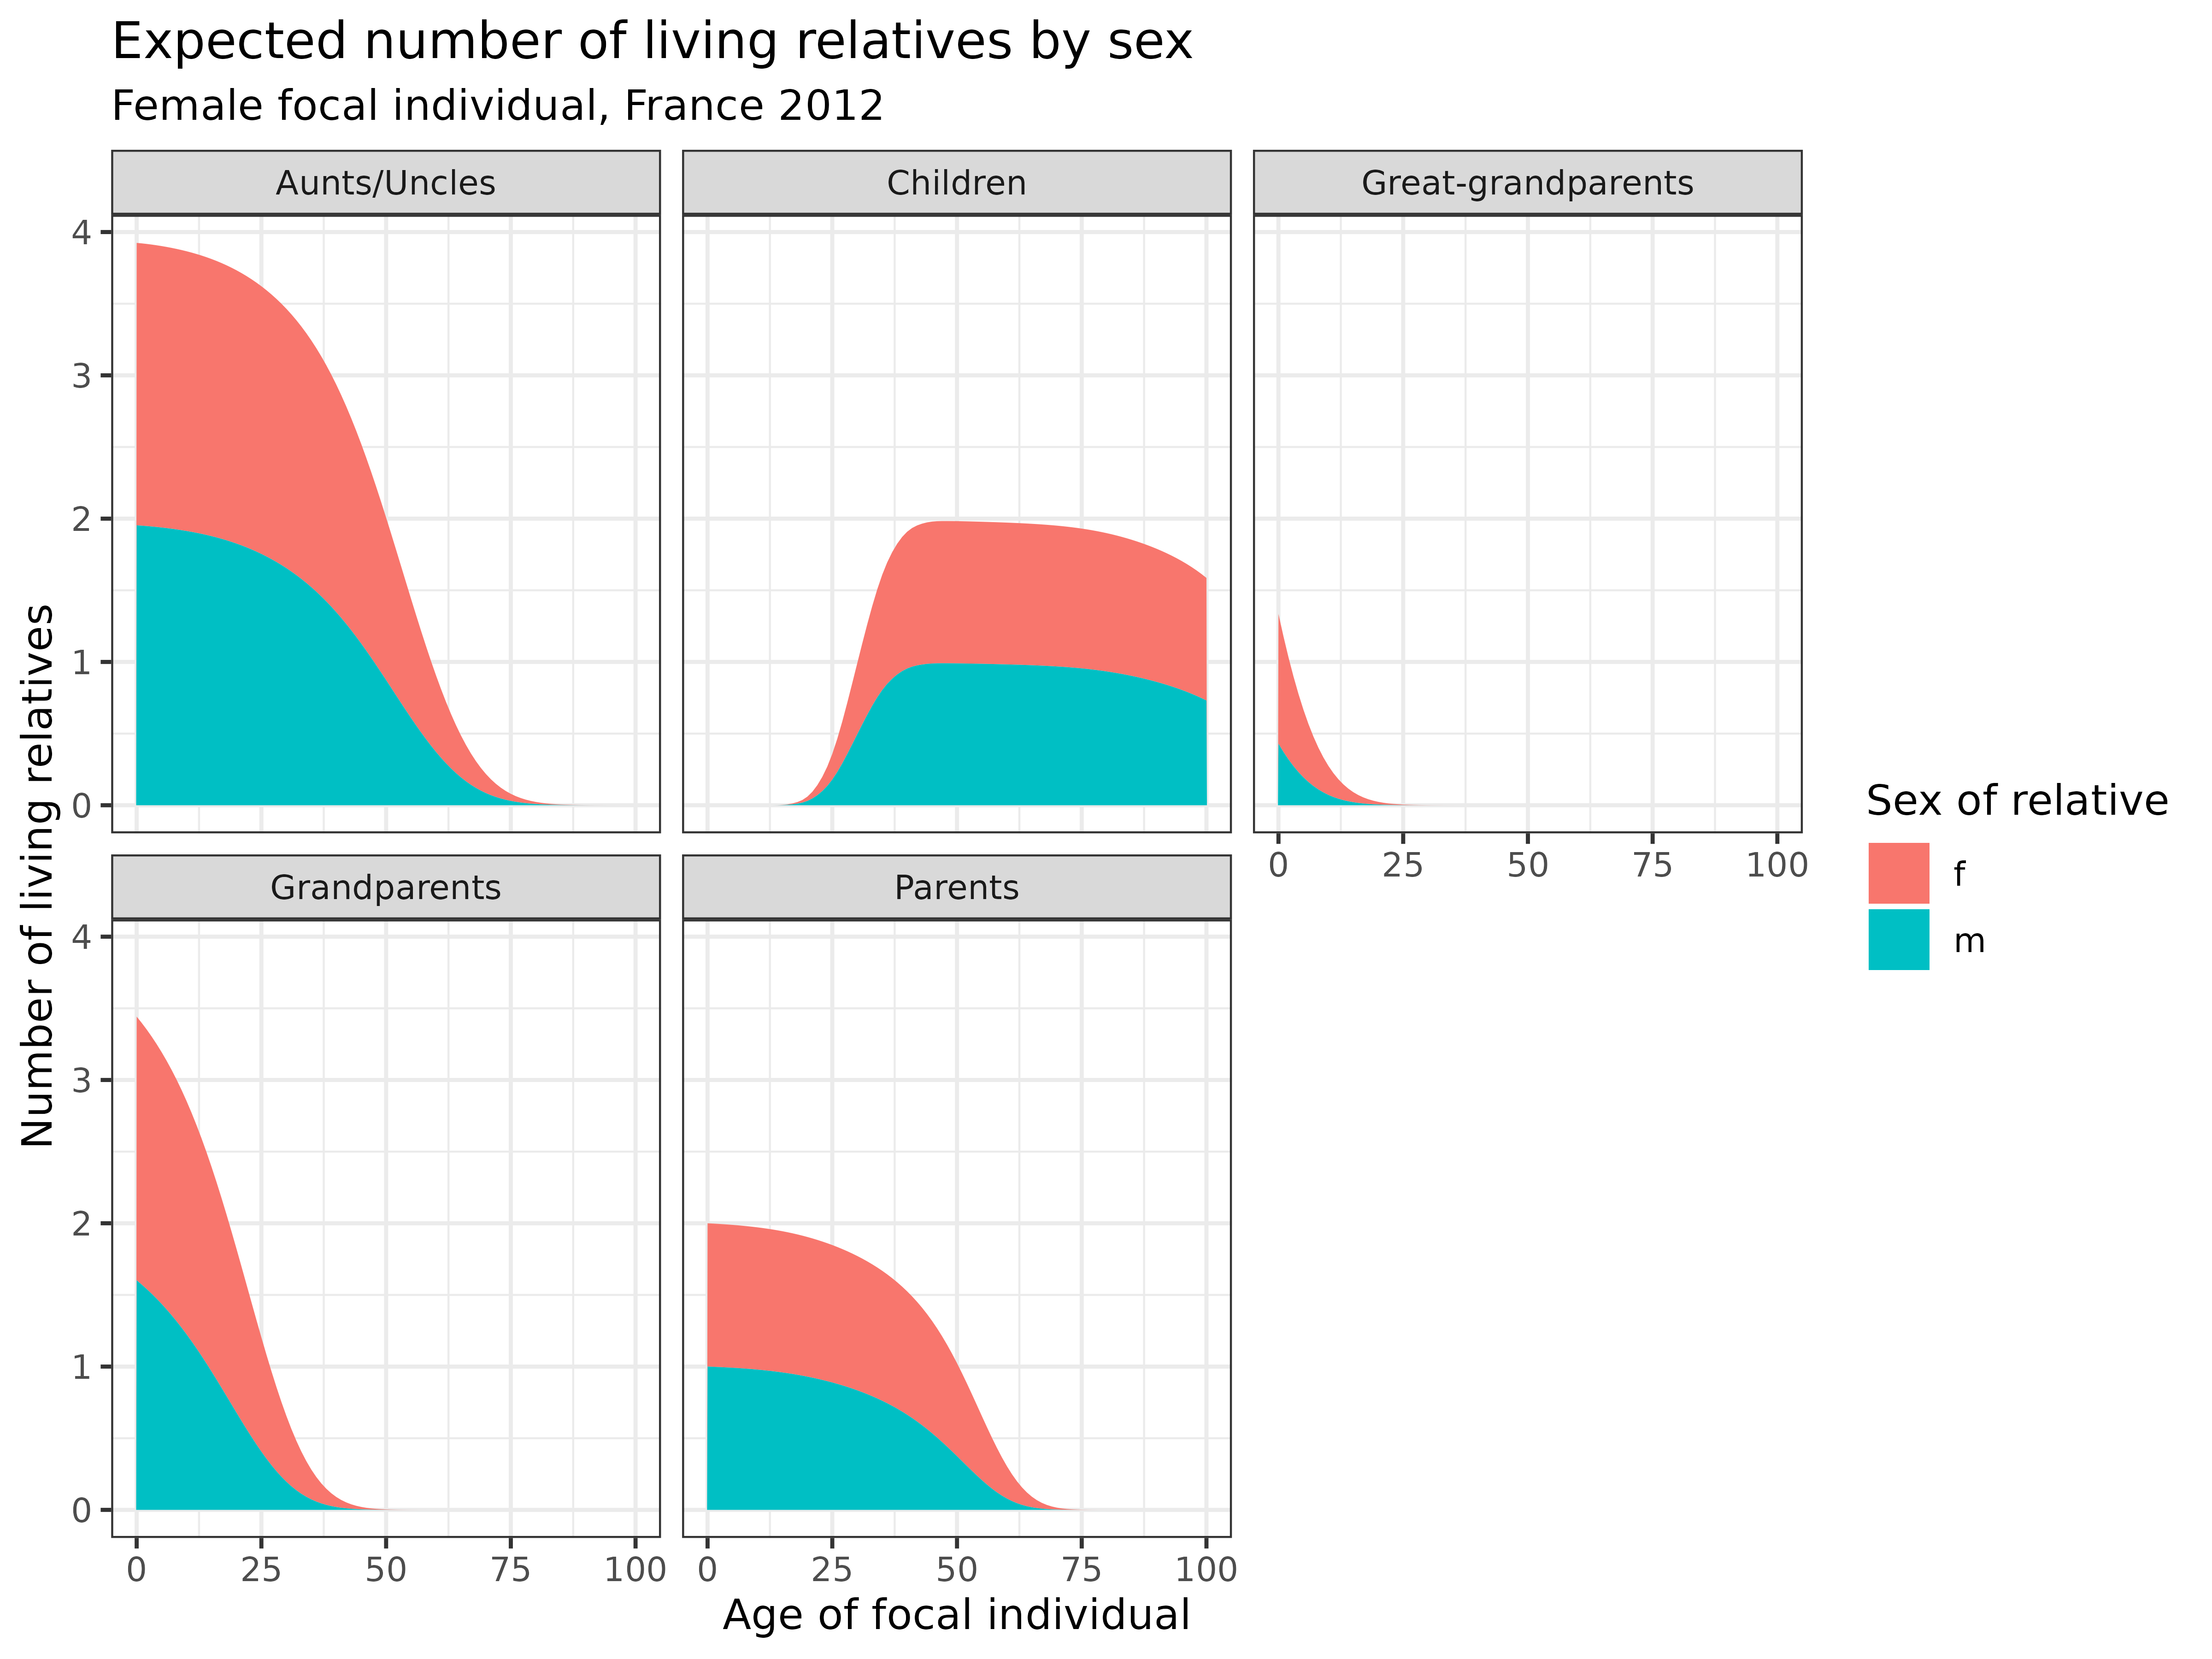 Expected number of living relatives by sex
Female focal individual, France 2012
Aunts/Uncles
Children
Great-grandparents
4
3
2
1
0
0 25 50 75 100
Number of living relatives
Sex of relative
f
m
Grandparents
Parents
4
3
2
1
0
0 25 50 75 100
0 25 50 75 100
Age of focal individual